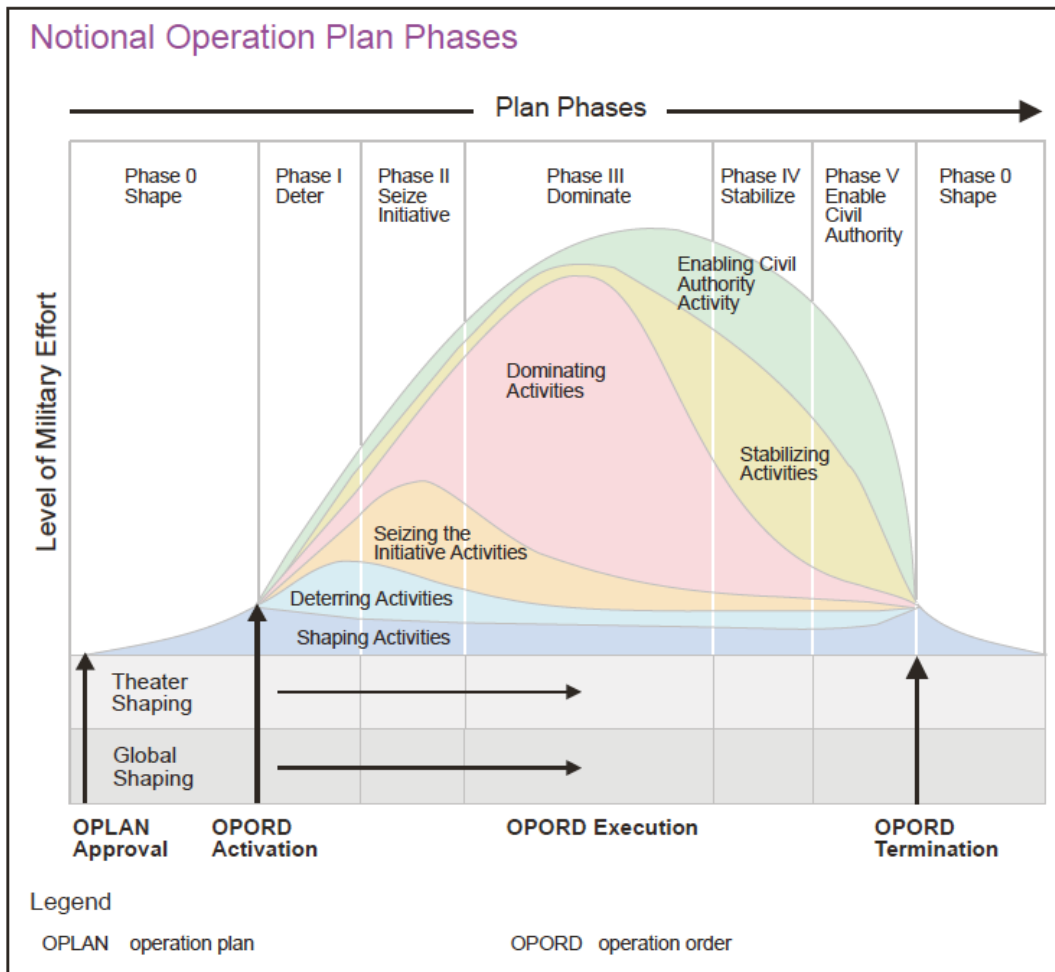 Notional Operation Plan Phases
Plan Phases
Phase 0
Shape
Phase I
Deter
Phase II
Seize
Initiative
Phase III
Dominate
Phase IV
Stabilize
Phase V
Enable
Civil
Authority
Phase 0
Shape
Level of Military Effort
Enabling Civil
Authority
Activity
Dominating
Activities
Stabilizing
Activities
Seizing the
Initiative Activities
Deterring Activities
Shaping Activities
Theater
Shaping
Global
Shaping
OPLAN
Approval
OPORD
Activation
OPORD Execution
OPORD
Termination
Legend
OPLAN operation plan
OPORD operation order